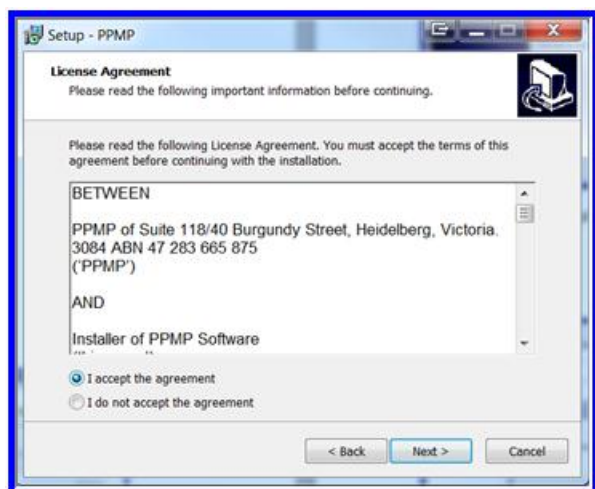 Setup - PPMP
License Agreement
Please read the following important information before continuing.
Please read the following License Agreement. You must accept the terms of this
agreement before continuing with the installation.
BETWEEN
PPMP of Suite 118/40 Burgundy Street, Heidelberg, Victoria.
3084 ABN 47 283 665 875
('PPMP')
AND
Installer of PPMP Software
I accept the agreement
I do not accept the agreement
< Back Next > Cancel